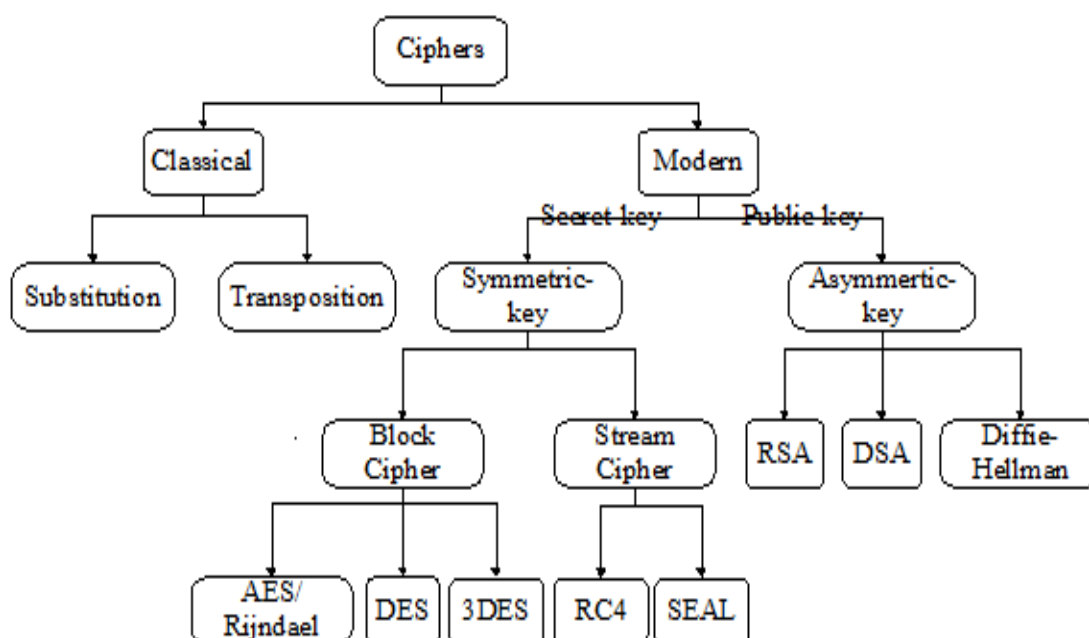 Ciphers
Classical
Modern
Secret key
Public key
Substitution
Transposition
Symmetric-
key
Asymmertic-
key
Block
Cipher
Stream
Cipher
RSA
DSA
Diffie-
Hellman
AES/
Rijndael
DES
3DES
RC4
SEAL